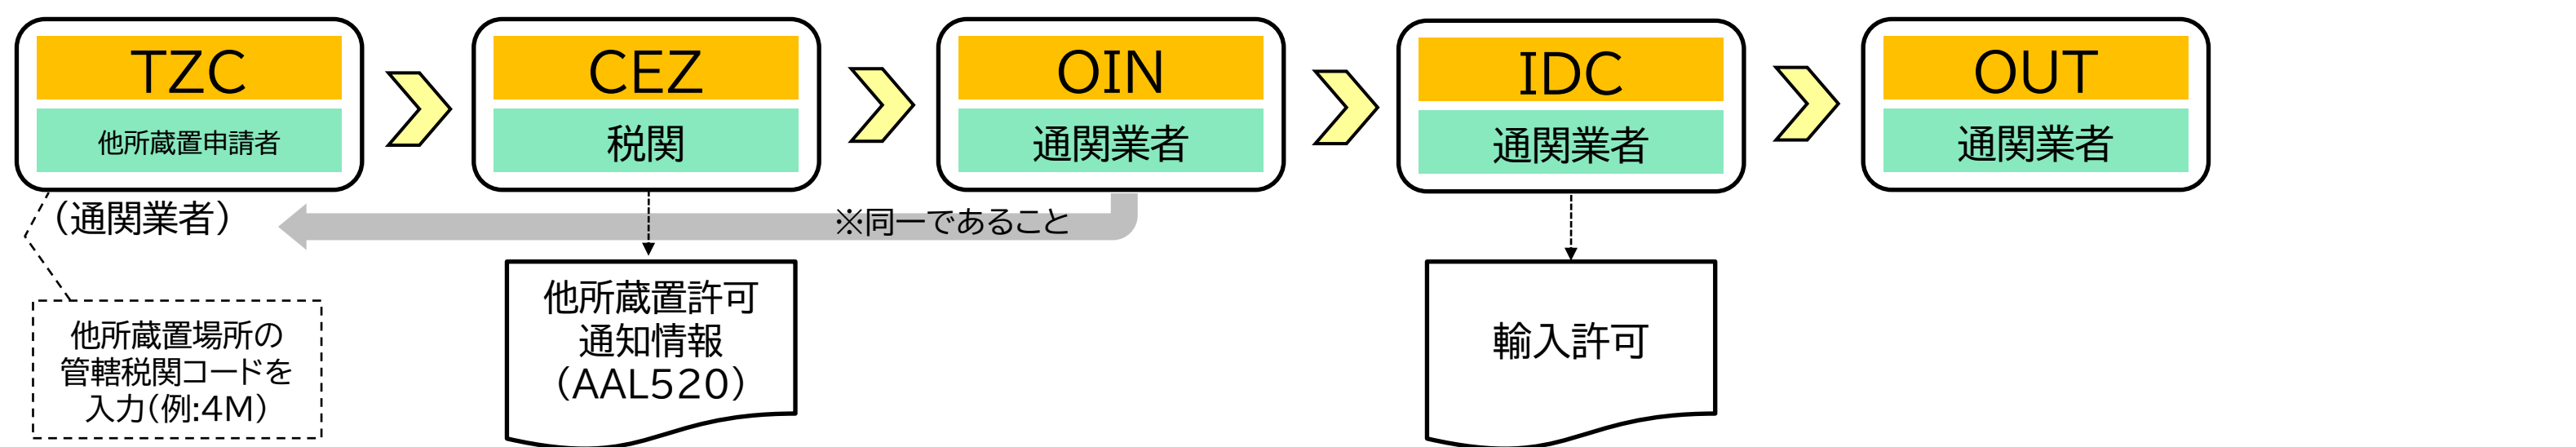 TZC
他所蔵置申請者
CEZ
税関
OIN
通関業者
IDC
通関業者
OUT
通関業者
（通関業者）
※同一であること
他所蔵置場所の
管轄税関コードを
入力（例：4M）
他所蔵置許可
通知情報
（AAL520）
輸入許可